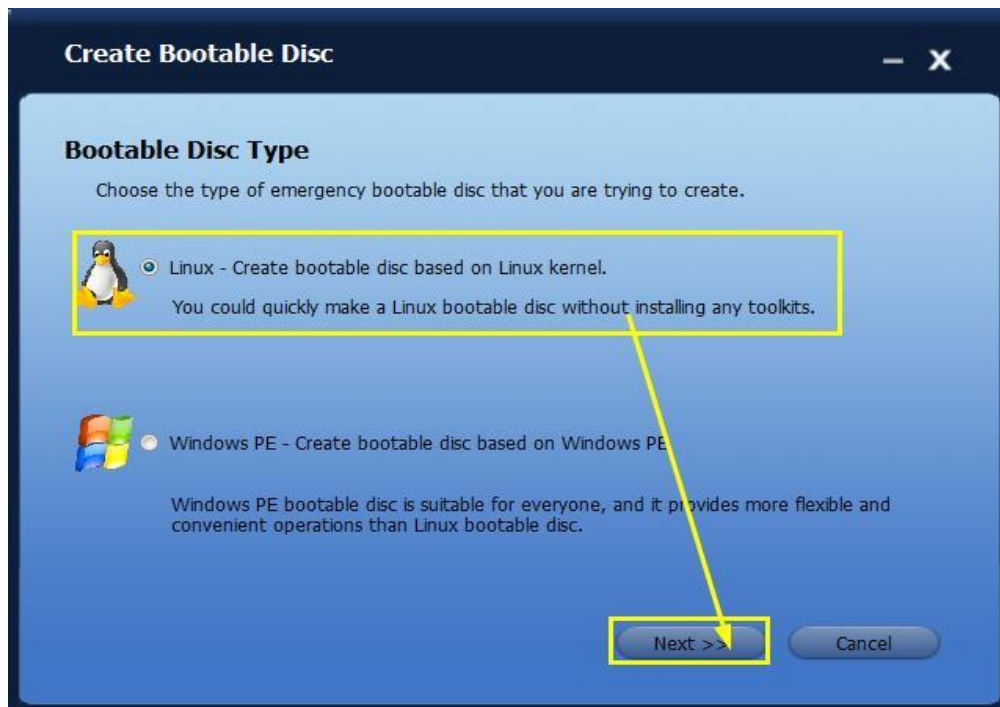 Create Bootable Disc
Bootable Disc Type
Choose the type of emergency bootable disc that you are trying to create.
Linux - Create bootable disc based on Linux kernel.
You could quickly make a Linux bootable disc without installing any toolkits.
Windows PE - Create bootable disc based on Windows PE
Windows PE bootable disc is suitable for everyone, and it provides more flexible and
convenient operations than Linux bootable disc.
Next >>
Cancel